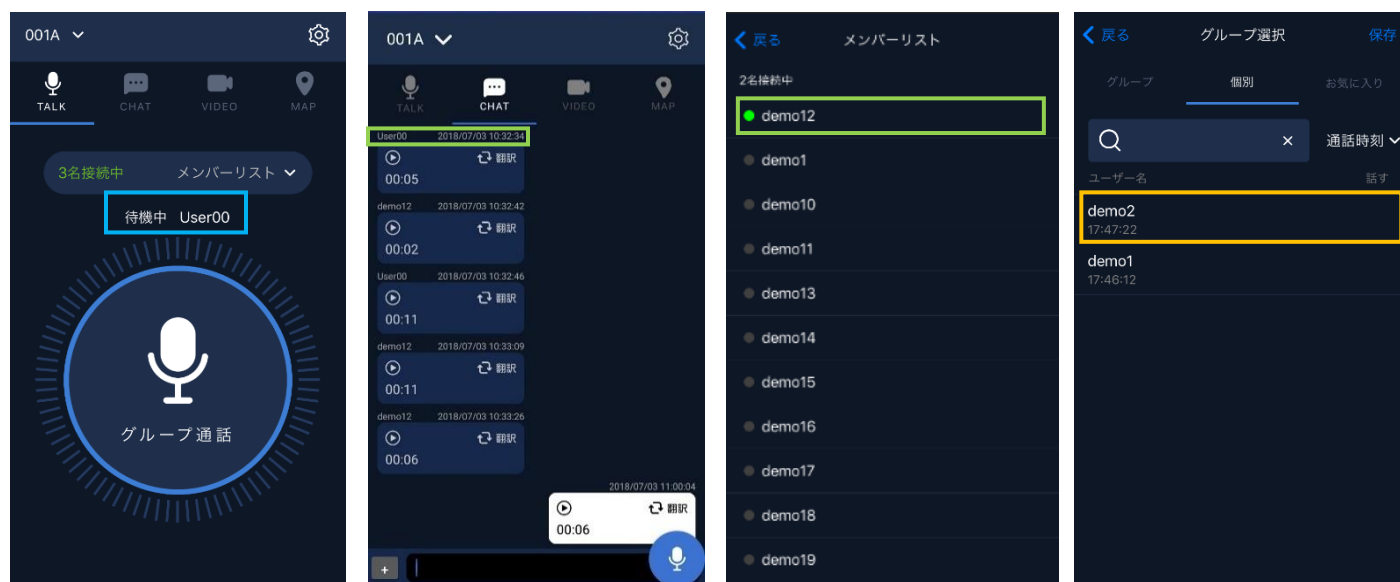 001A
TALK CHAT VIDEO MAP
3名接続中 メンバーリスト
待機中 User00
グループ通話
001A
TALK CHAT VIDEO MAP
User00 2018/07/03 10:32:34
翻訳
00:05
demo12 2018/07/03 10:32:42
翻訳
00:02
User00 2018/07/03 10:32:46
翻訳
00:11
demo12 2018/07/03 10:33:09
翻訳
00:11
demo12 2018/07/03 10:33:26
翻訳
00:06
2018/07/03 11:00:04
翻訳
00:06
+
戻る メンバーリスト
2名接続中
demo12
demo1
demo10
demo11
demo13
demo14
demo15
demo16
demo17
demo18
demo19
戻る グループ選択 保存
グループ 個別 お気に入り
× 通話時刻
ユーザー名 話す
demo2
17:47:22
demo1
17:46:12